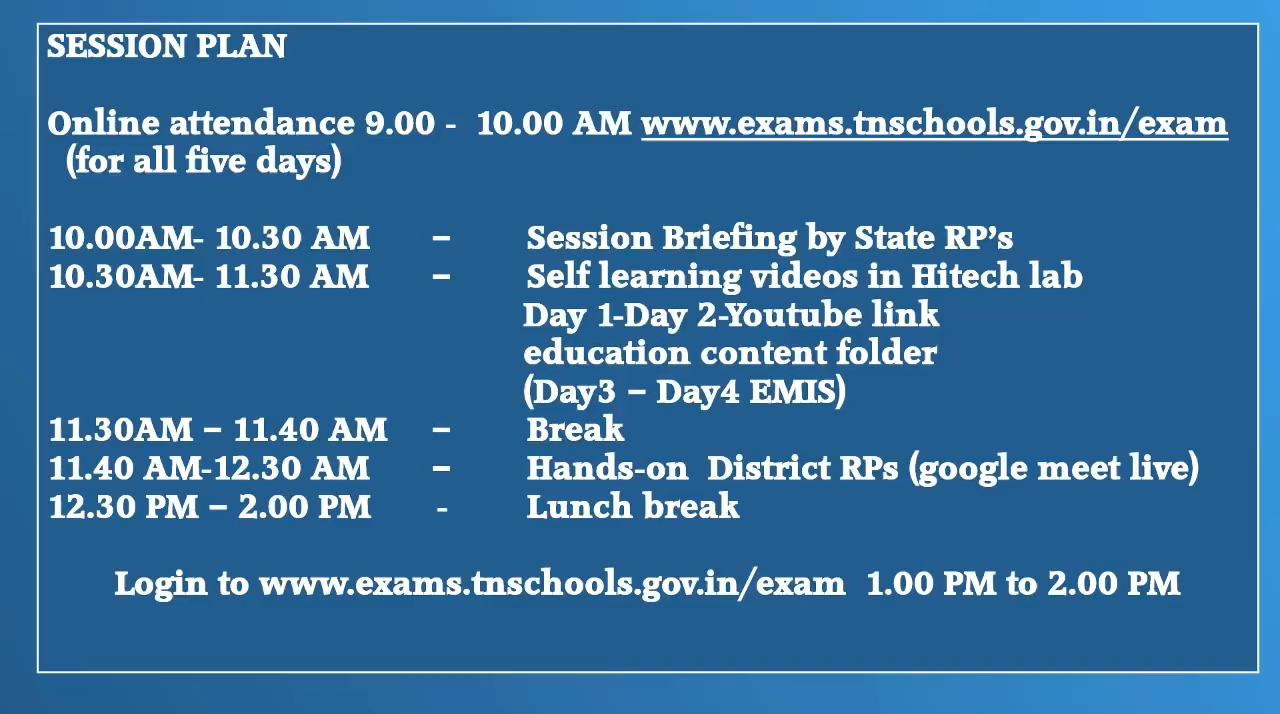 SESSION PLAN
Online attendance 9.00 - 10.00 AM www.exams.tnschools.gov.in/exam
(for all five days)
10.00AM- 10.30 AM – Session Briefing by State RP’s
10.30AM- 11.30 AM – Self learning videos in Hitech lab
Day 1-Day 2-Youtube link
education content folder
(Day3 – Day4 EMIS)
11.30AM – 11.40 AM – Break
11.40 AM-12.30 AM – Hands-on District RPs (google meet live)
12.30 PM – 2.00 PM - Lunch break
Login to www.exams.tnschools.gov.in/exam 1.00 PM to 2.00 PM